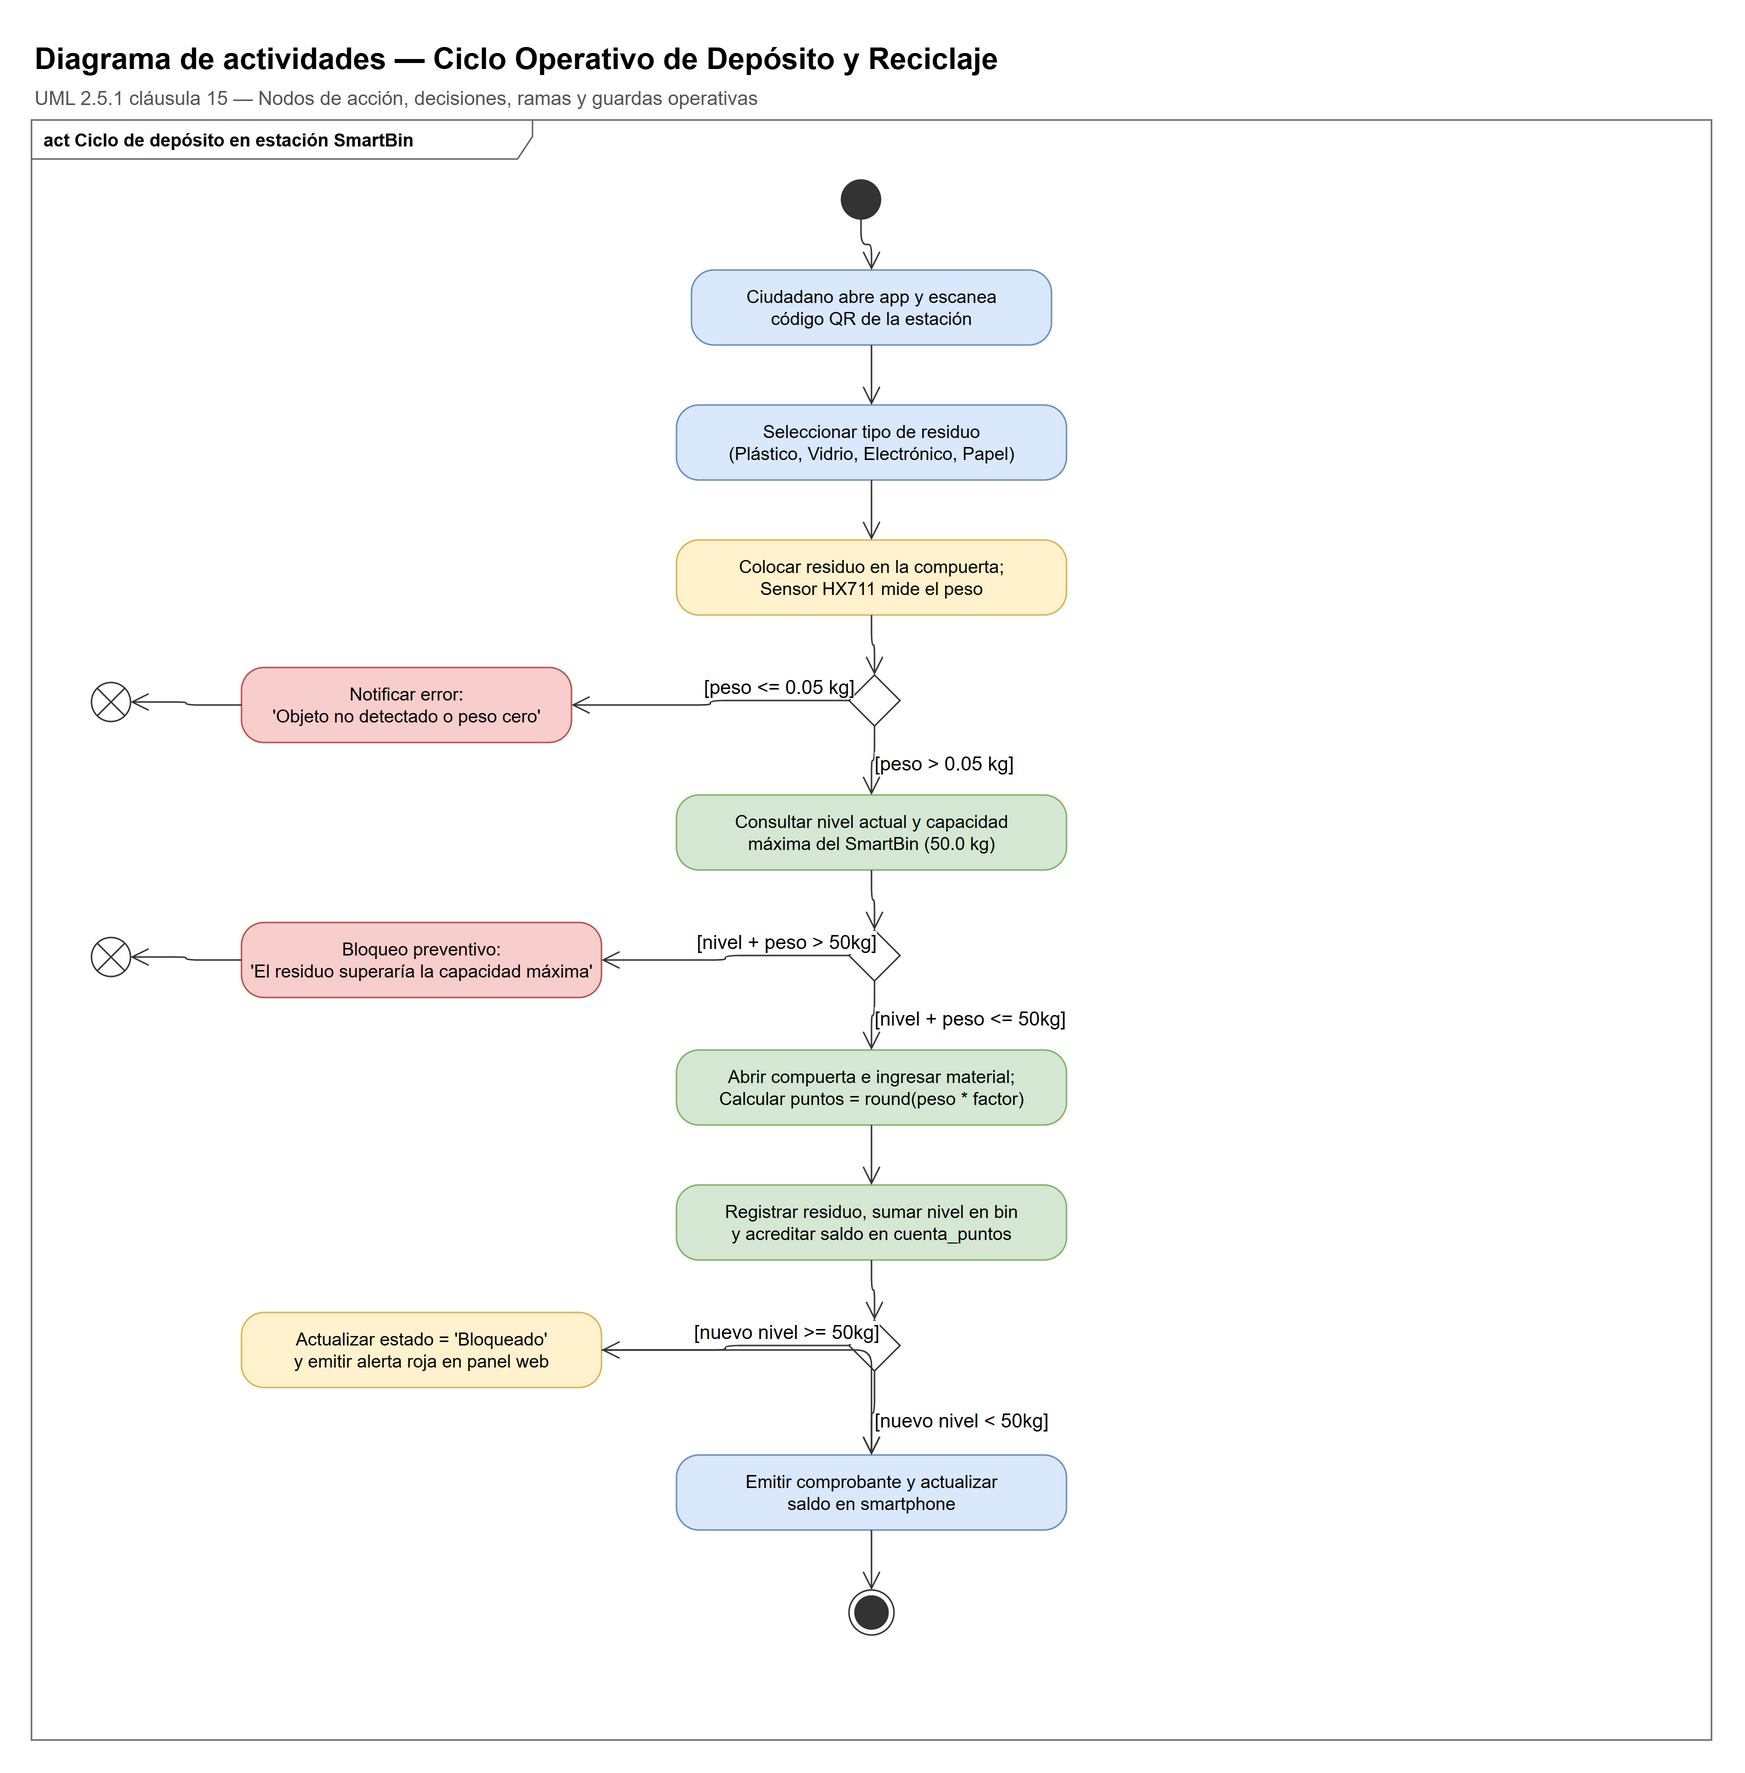 Diagrama de actividades — Ciclo Operativo de Depósito y Reciclaje
UML 2.5.1 cláusula 15 — Nodos de acción, decisiones, ramas y guardas operativas
act Ciclo de depósito en estación SmartBin
Ciudadano abre app y escanea
código QR de la estación
Seleccionar tipo de residuo
(Plástico, Vidrio, Electrónico, Papel)
Colocar residuo en la compuerta;
Sensor HX711 mide el peso
[peso <= 0.05 kg]
Notificar error:
'Objeto no detectado o peso cero'
[peso > 0.05 kg]
Consultar nivel actual y capacidad
máxima del SmartBin (50.0 kg)
[nivel + peso > 50kg]
Bloqueo preventivo:
'El residuo superaría la capacidad máxima'
[nivel + peso <= 50kg]
Abrir compuerta e ingresar material;
Calcular puntos = round(peso * factor)
Registrar residuo, sumar nivel en bin
y acreditar saldo en cuenta_puntos
[nuevo nivel >= 50kg]
Actualizar estado = 'Bloqueado'
y emitir alerta roja en panel web
[nuevo nivel < 50kg]
Emitir comprobante y actualizar
saldo en smartphone